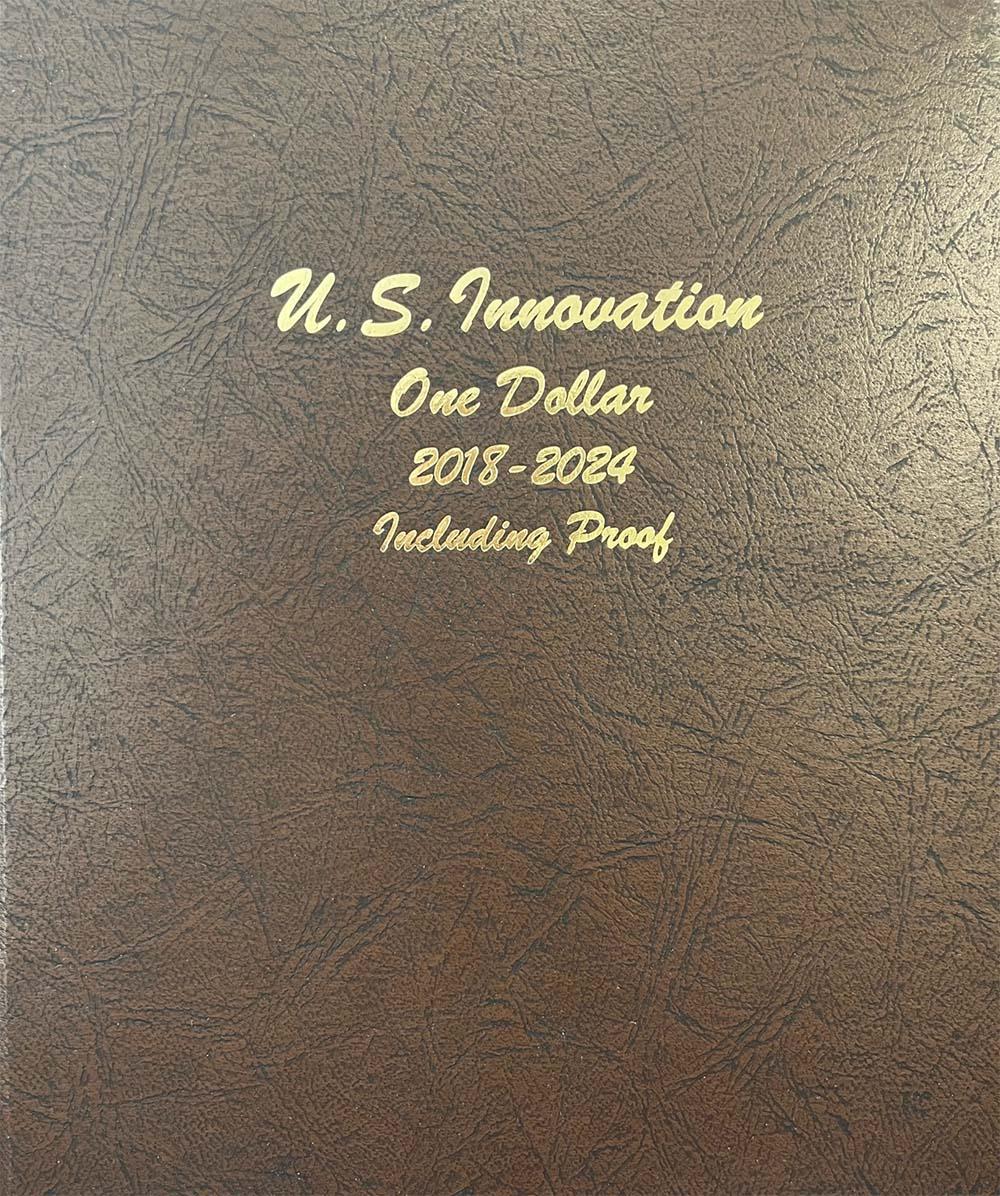 U.S. Innovation
One Dollar
2018-2024
Including Proof